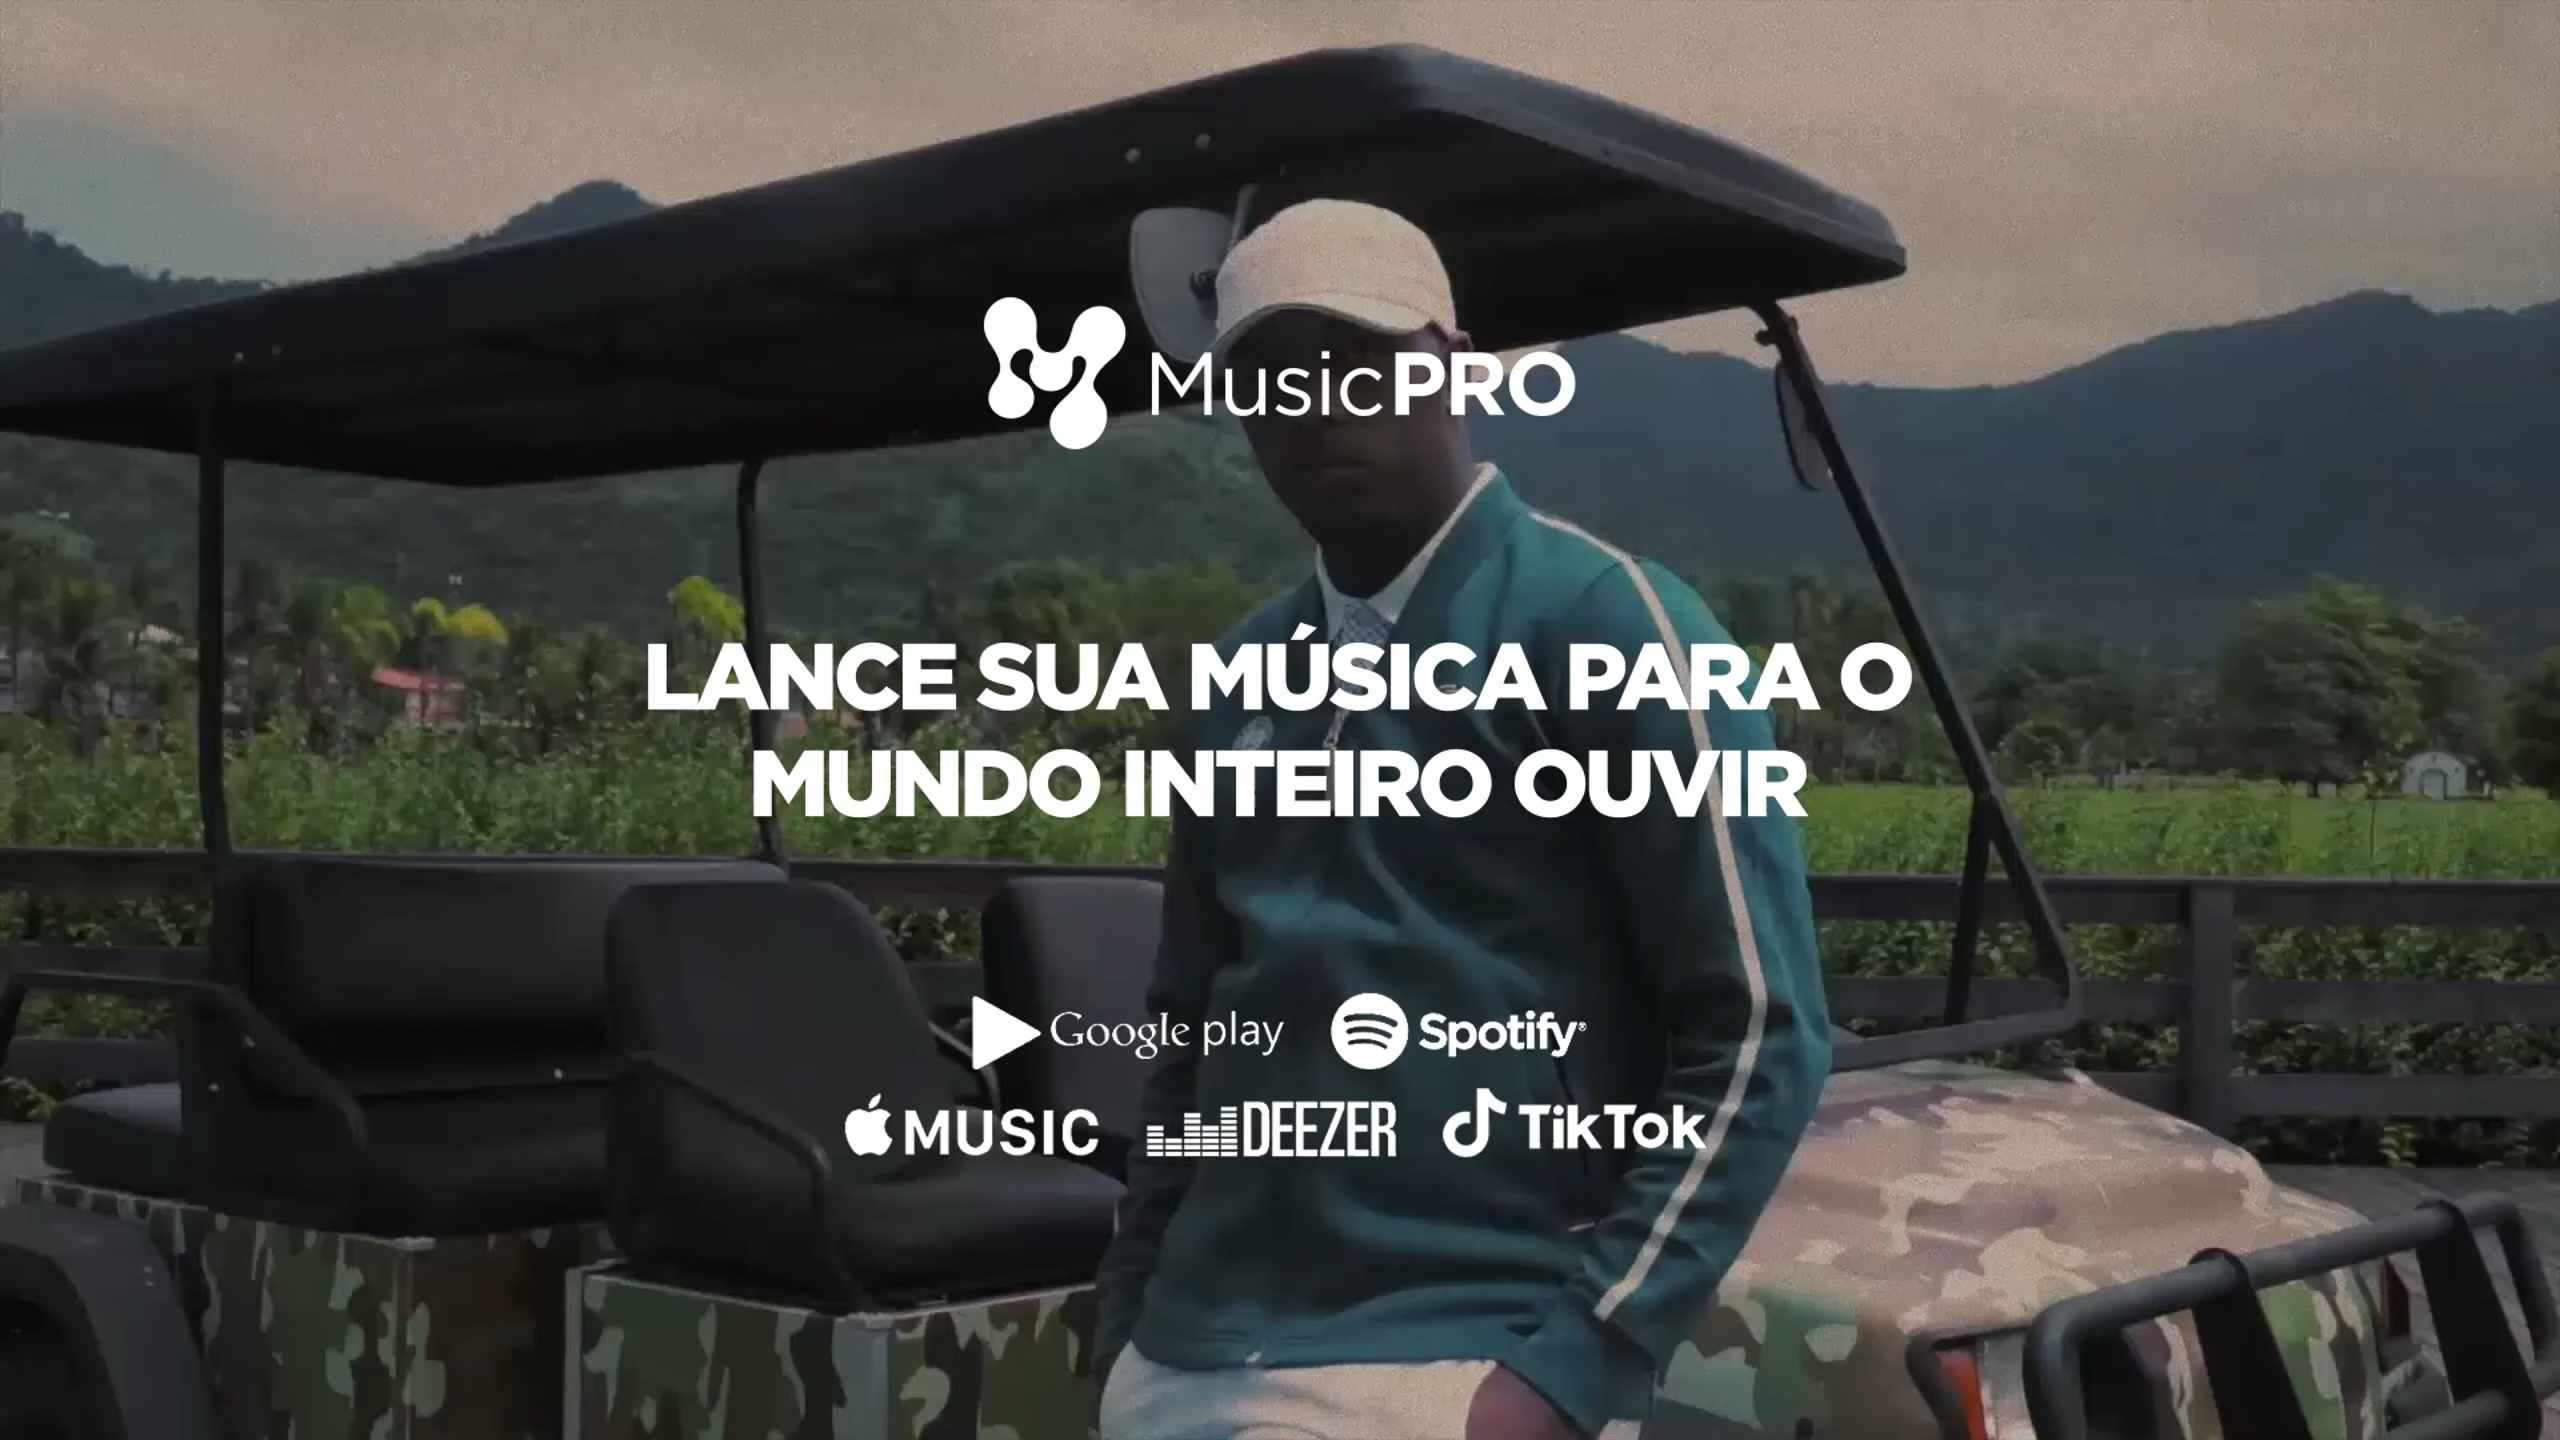 MusicPRO
LANCE SUA MÚSICA PARA O
MUNDO INTEIRO OUVIR
Google play Spotify®
MUSIC DEEZER TikTok